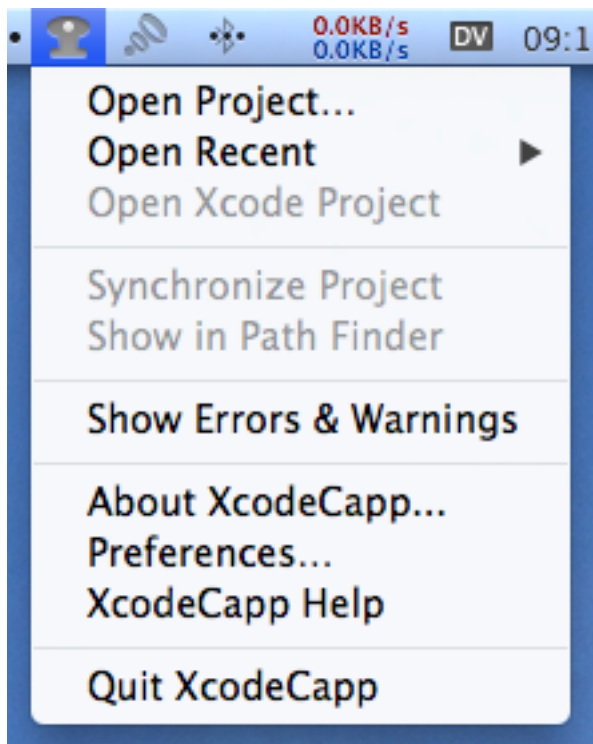 0.0KB/s
0.0KB/s
DV
09:1
Open Project...
Open Recent
Open Xcode Project
Synchronize Project
Show in Path Finder
Show Errors & Warnings
About XcodeCapp...
Preferences...
XcodeCapp Help
Quit XcodeCapp